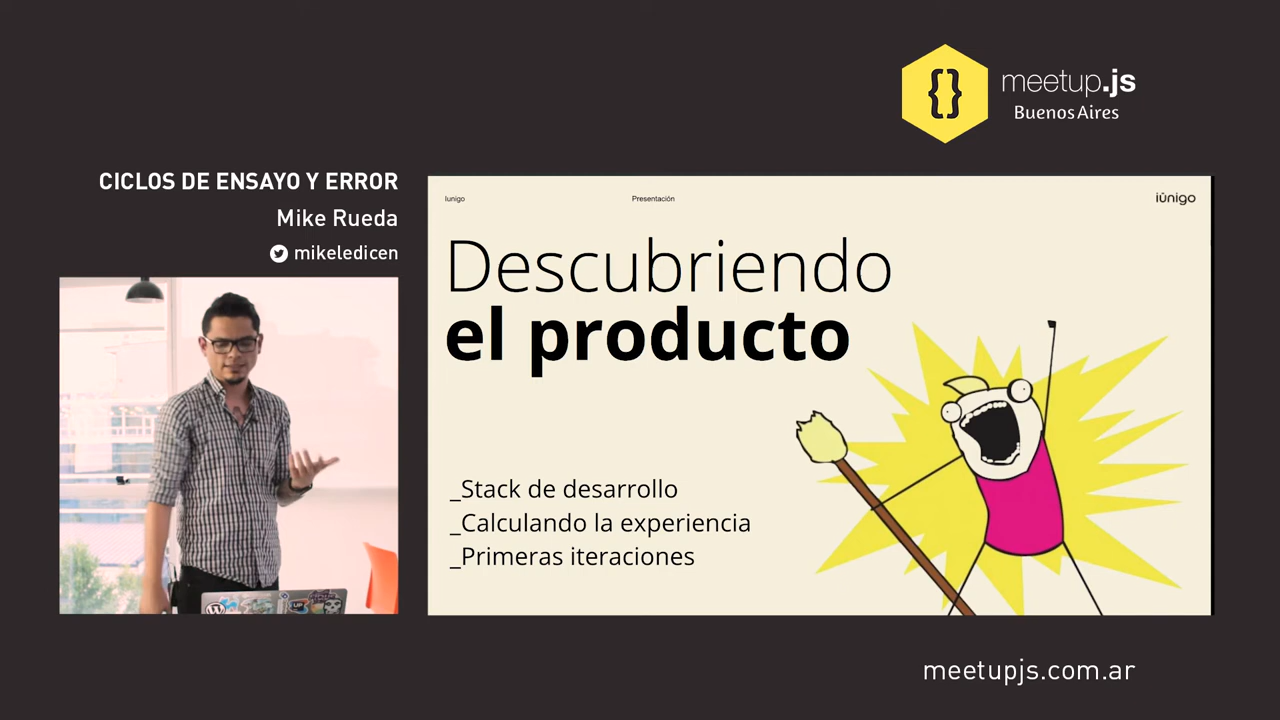 {}
meetup.js
Buenos Aires
CICLOS DE ENSAYO Y ERROR
Mike Rueda
mikeledicen
Iunigo
Presentación
iúnigo
Descubriendo
el producto
_Stack de desarrollo
_Calculando la experiencia
_Primeras iteraciones
meetupjs.com.ar